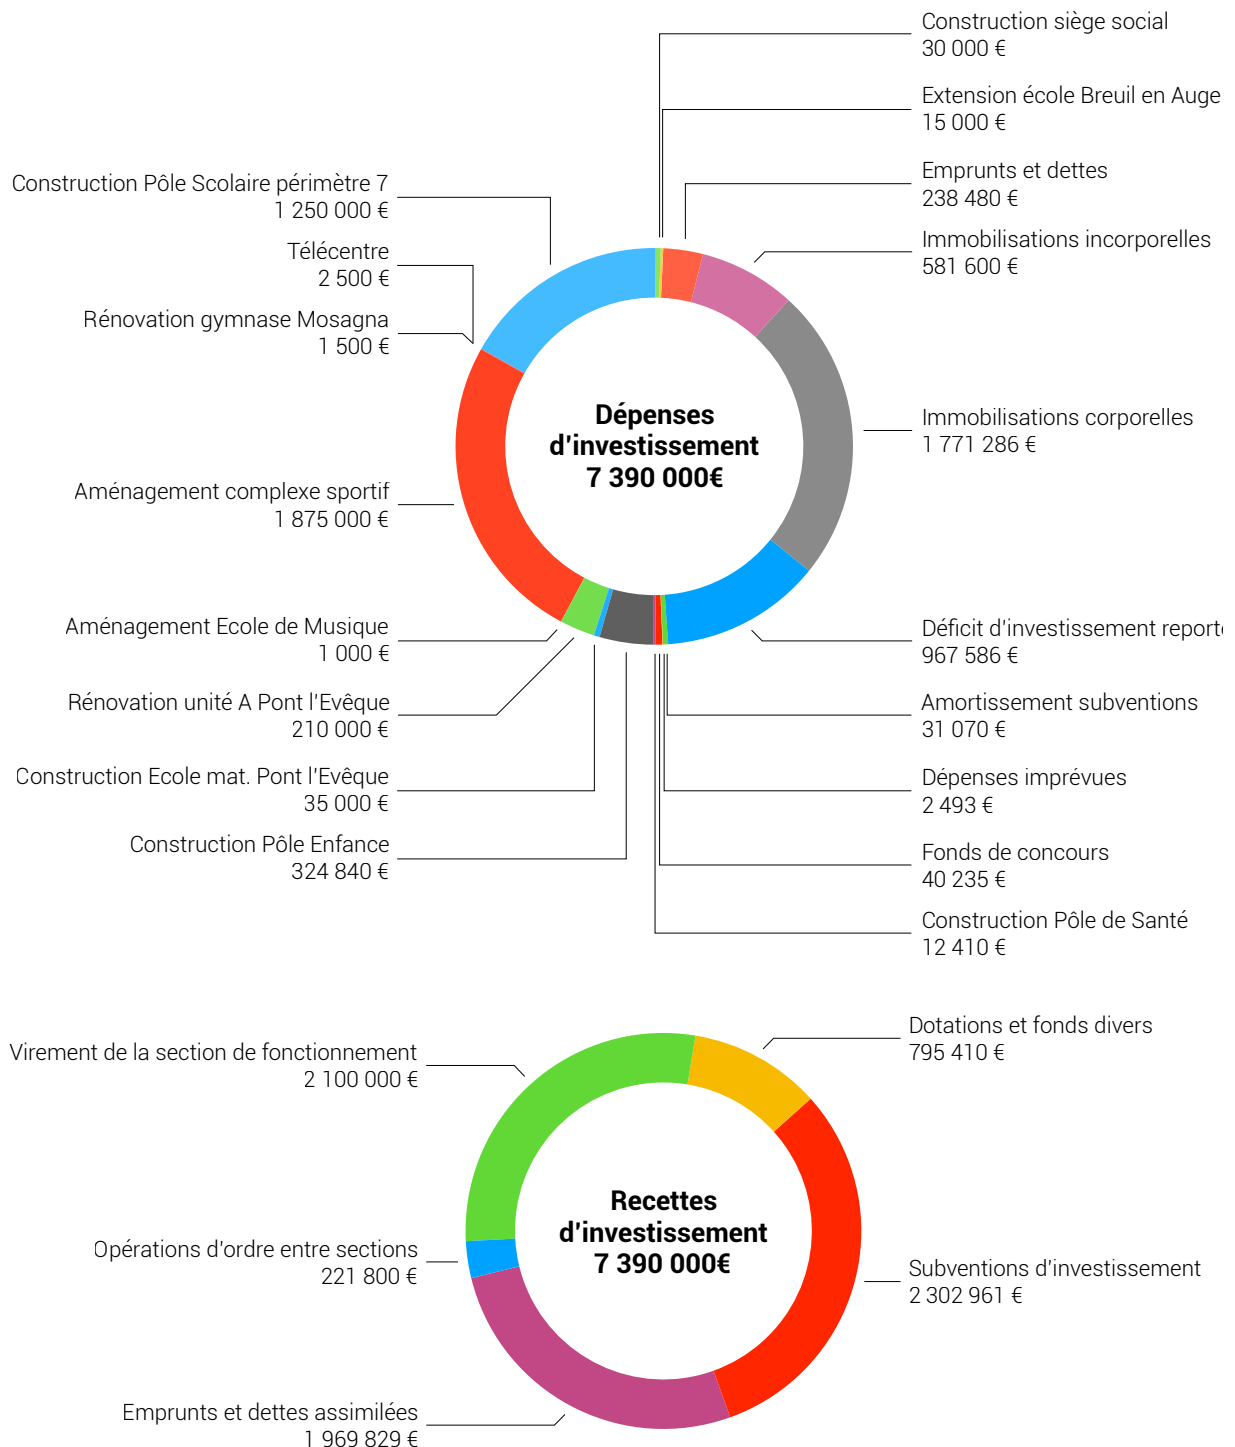 Construction siège social
30 000 €
Extension école Breuil en Auge
15 000 €
Emprunts et dettes
238 480 €
Immobilisations incorporelles
581 600 €
Immobilisations corporelles
1 771 286 €
Déficit d'investissement reporté
967 586 €
Amortissement subventions
31 070 €
Dépenses imprévues
2 493 €
Fonds de concours
40 235 €
Construction Pôle de Santé
12 410 €
Construction Pôle Scolaire périmètre 7
1 250 000 €
Télécentre
2 500 €
Rénovation gymnase Mosagna
1 500 €
Aménagement complexe sportif
1 875 000 €
Aménagement Ecole de Musique
1 000 €
Rénovation unité A Pont l'Evêque
210 000 €
Construction Ecole mat. Pont l'Evêque
35 000 €
Construction Pôle Enfance
324 840 €
Dépenses
d'investissement
7 390 000€
Dotations et fonds divers
795 410 €
Subventions d'investissement
2 302 961 €
Virement de la section de fonctionnement
2 100 000 €
Opérations d'ordre entre sections
221 800 €
Emprunts et dettes assimilées
1 969 829 €
Recettes
d'investissement
7 390 000€